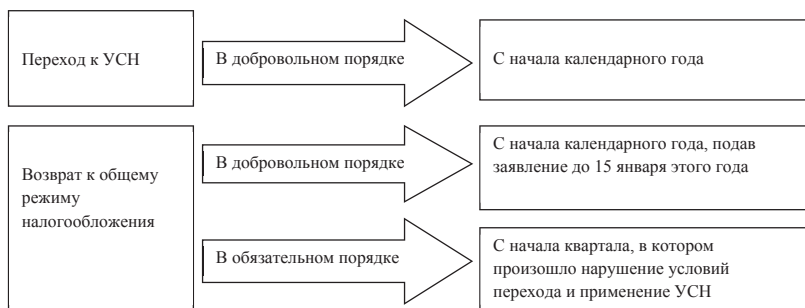 Переход к УСН
В добровольном порядке
С начала календарного года
Возврат к общему
режиму
налогообложения
В добровольном порядке
С начала календарного года, подав
заявление до 15 января этого года
В обязательном порядке
С начала квартала, в котором
произошло нарушение условий
перехода и применение УСН